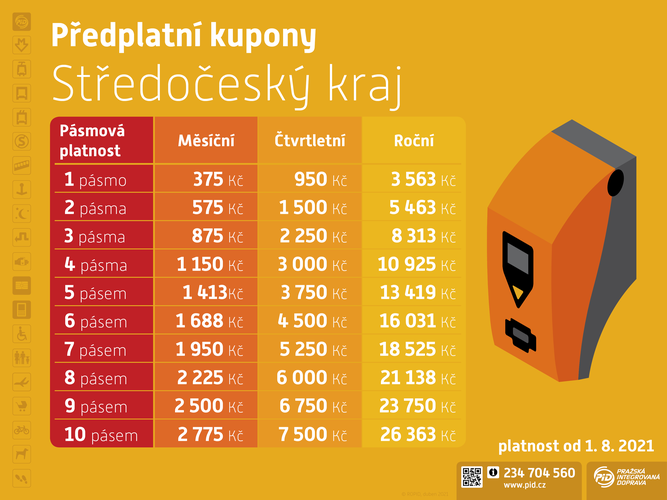 Předplatní kupony
Středočeský kraj
Pásmová platnost Měsíční Čtvrtletní Roční
1 pásmo 375 Kč 950 Kč 3 563 Kč
2 pásma 575 Kč 1 500 Kč 5 463 Kč
3 pásma 875 Kč 2 250 Kč 8 313 Kč
4 pásma 1 150 Kč 3 000 Kč 10 925 Kč
5 pásem 1 413Kč 3 750 Kč 13 419 Kč
6 pásem 1 688 Kč 4 500 Kč 16 031 Kč
7 pásem 1 950 Kč 5 250 Kč 18 525 Kč
8 pásem 2 225 Kč 6 000 Kč 21 138 Kč
9 pásem 2 500 Kč 6 750 Kč 23 750 Kč
10 pásem 2 775 Kč 7 500 Kč 26 363 Kč
platnost od 1. 8. 2021
234 704 560
www.pid.cz
PID
PRAŽSKÁ
INTEGROVANÁ
DOPRAVA